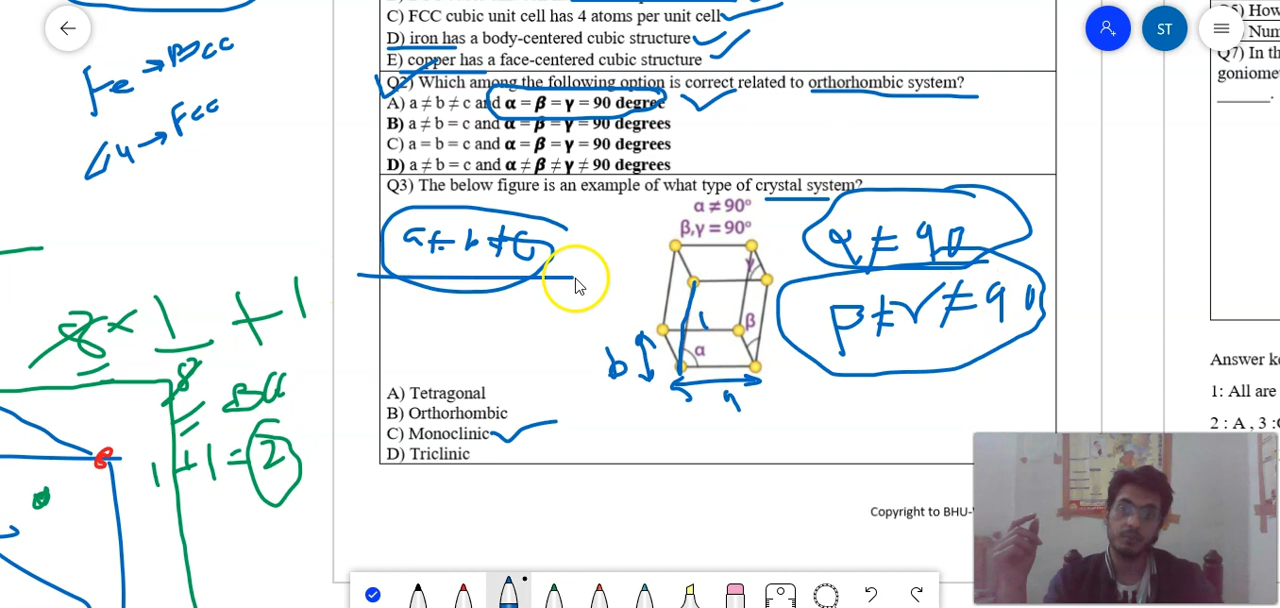 C) FCC cubic unit cell has 4 atoms per unit cell
D) iron has a body-centered cubic structure
E) copper has a face-centered cubic structure
Q2) Which among the following option is correct related to orthorhombic system?
A) a ≠ b ≠ c and α = β = γ = 90 degree
B) a ≠ b = c and α = β = γ = 90 degrees
C) a = b = c and α = β = γ = 90 degrees
D) a ≠ b = c and α ≠ β ≠ γ ≠ 90 degrees
Q3) The below figure is an example of what type of crystal system?
α ≠ 90°
β,γ = 90°
γ
β
α
a ≠ b ≠ c
α ≠ 90
β ≠ γ ≠ 90
b
a
A) Tetragonal
B) Orthorhombic
C) Monoclinic
D) Triclinic
Copyright to BHU-
Fe → BCC
Cu → FCC
8 × 1 + 1
8
BCC
1 + 1 = 2
ST
Q5) How
Num
Q7) In th
goniome
Answer k
1: All are
2 : A , 3 :